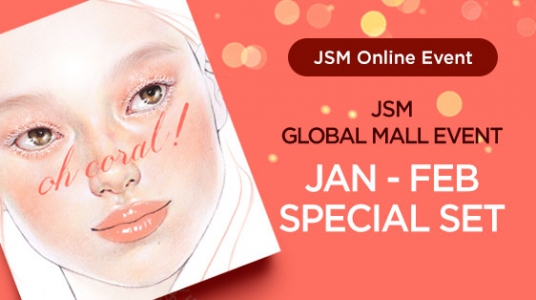 oh coral!
JSM Online Event
JSM
GLOBAL MALL EVENT
JAN - FEB
SPECIAL SET